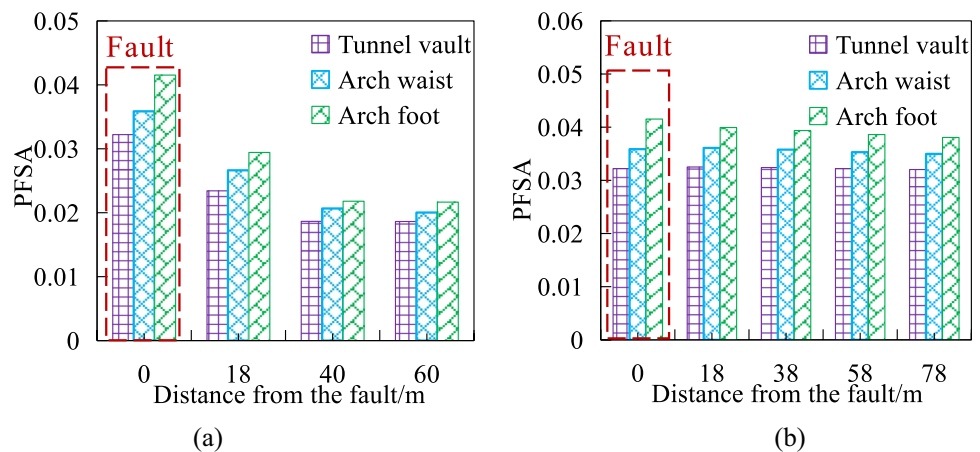 0.05
0.04
0.03
0.02
0.01
0
PFSA
Fault
Tunnel vault
Arch waist
Arch foot
0 18 40 60
Distance from the fault/m
(a)
0.06
0.05
0.04
0.03
0.02
0.01
0
PFSA
Fault
Tunnel vault
Arch waist
Arch foot
0 18 38 58 78
Distance from the fault/m
(b)